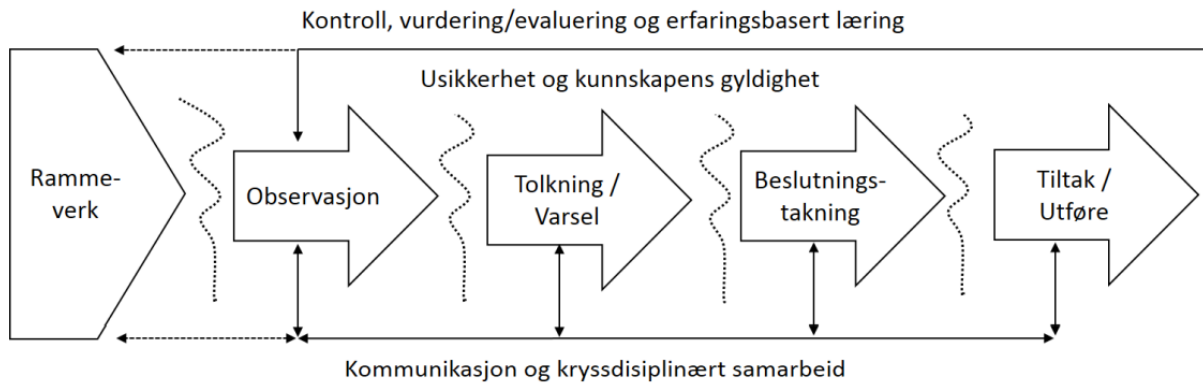 Kontroll, vurdering/evaluering og erfaringsbasert læring
Usikkerhet og kunnskapens gyldighet
Ramme-
verk
Observasjon
Tolkning /
Varsel
Beslutnings-
takning
Tiltak /
Utføre
Kommunikasjon og kryssdisiplinært samarbeid